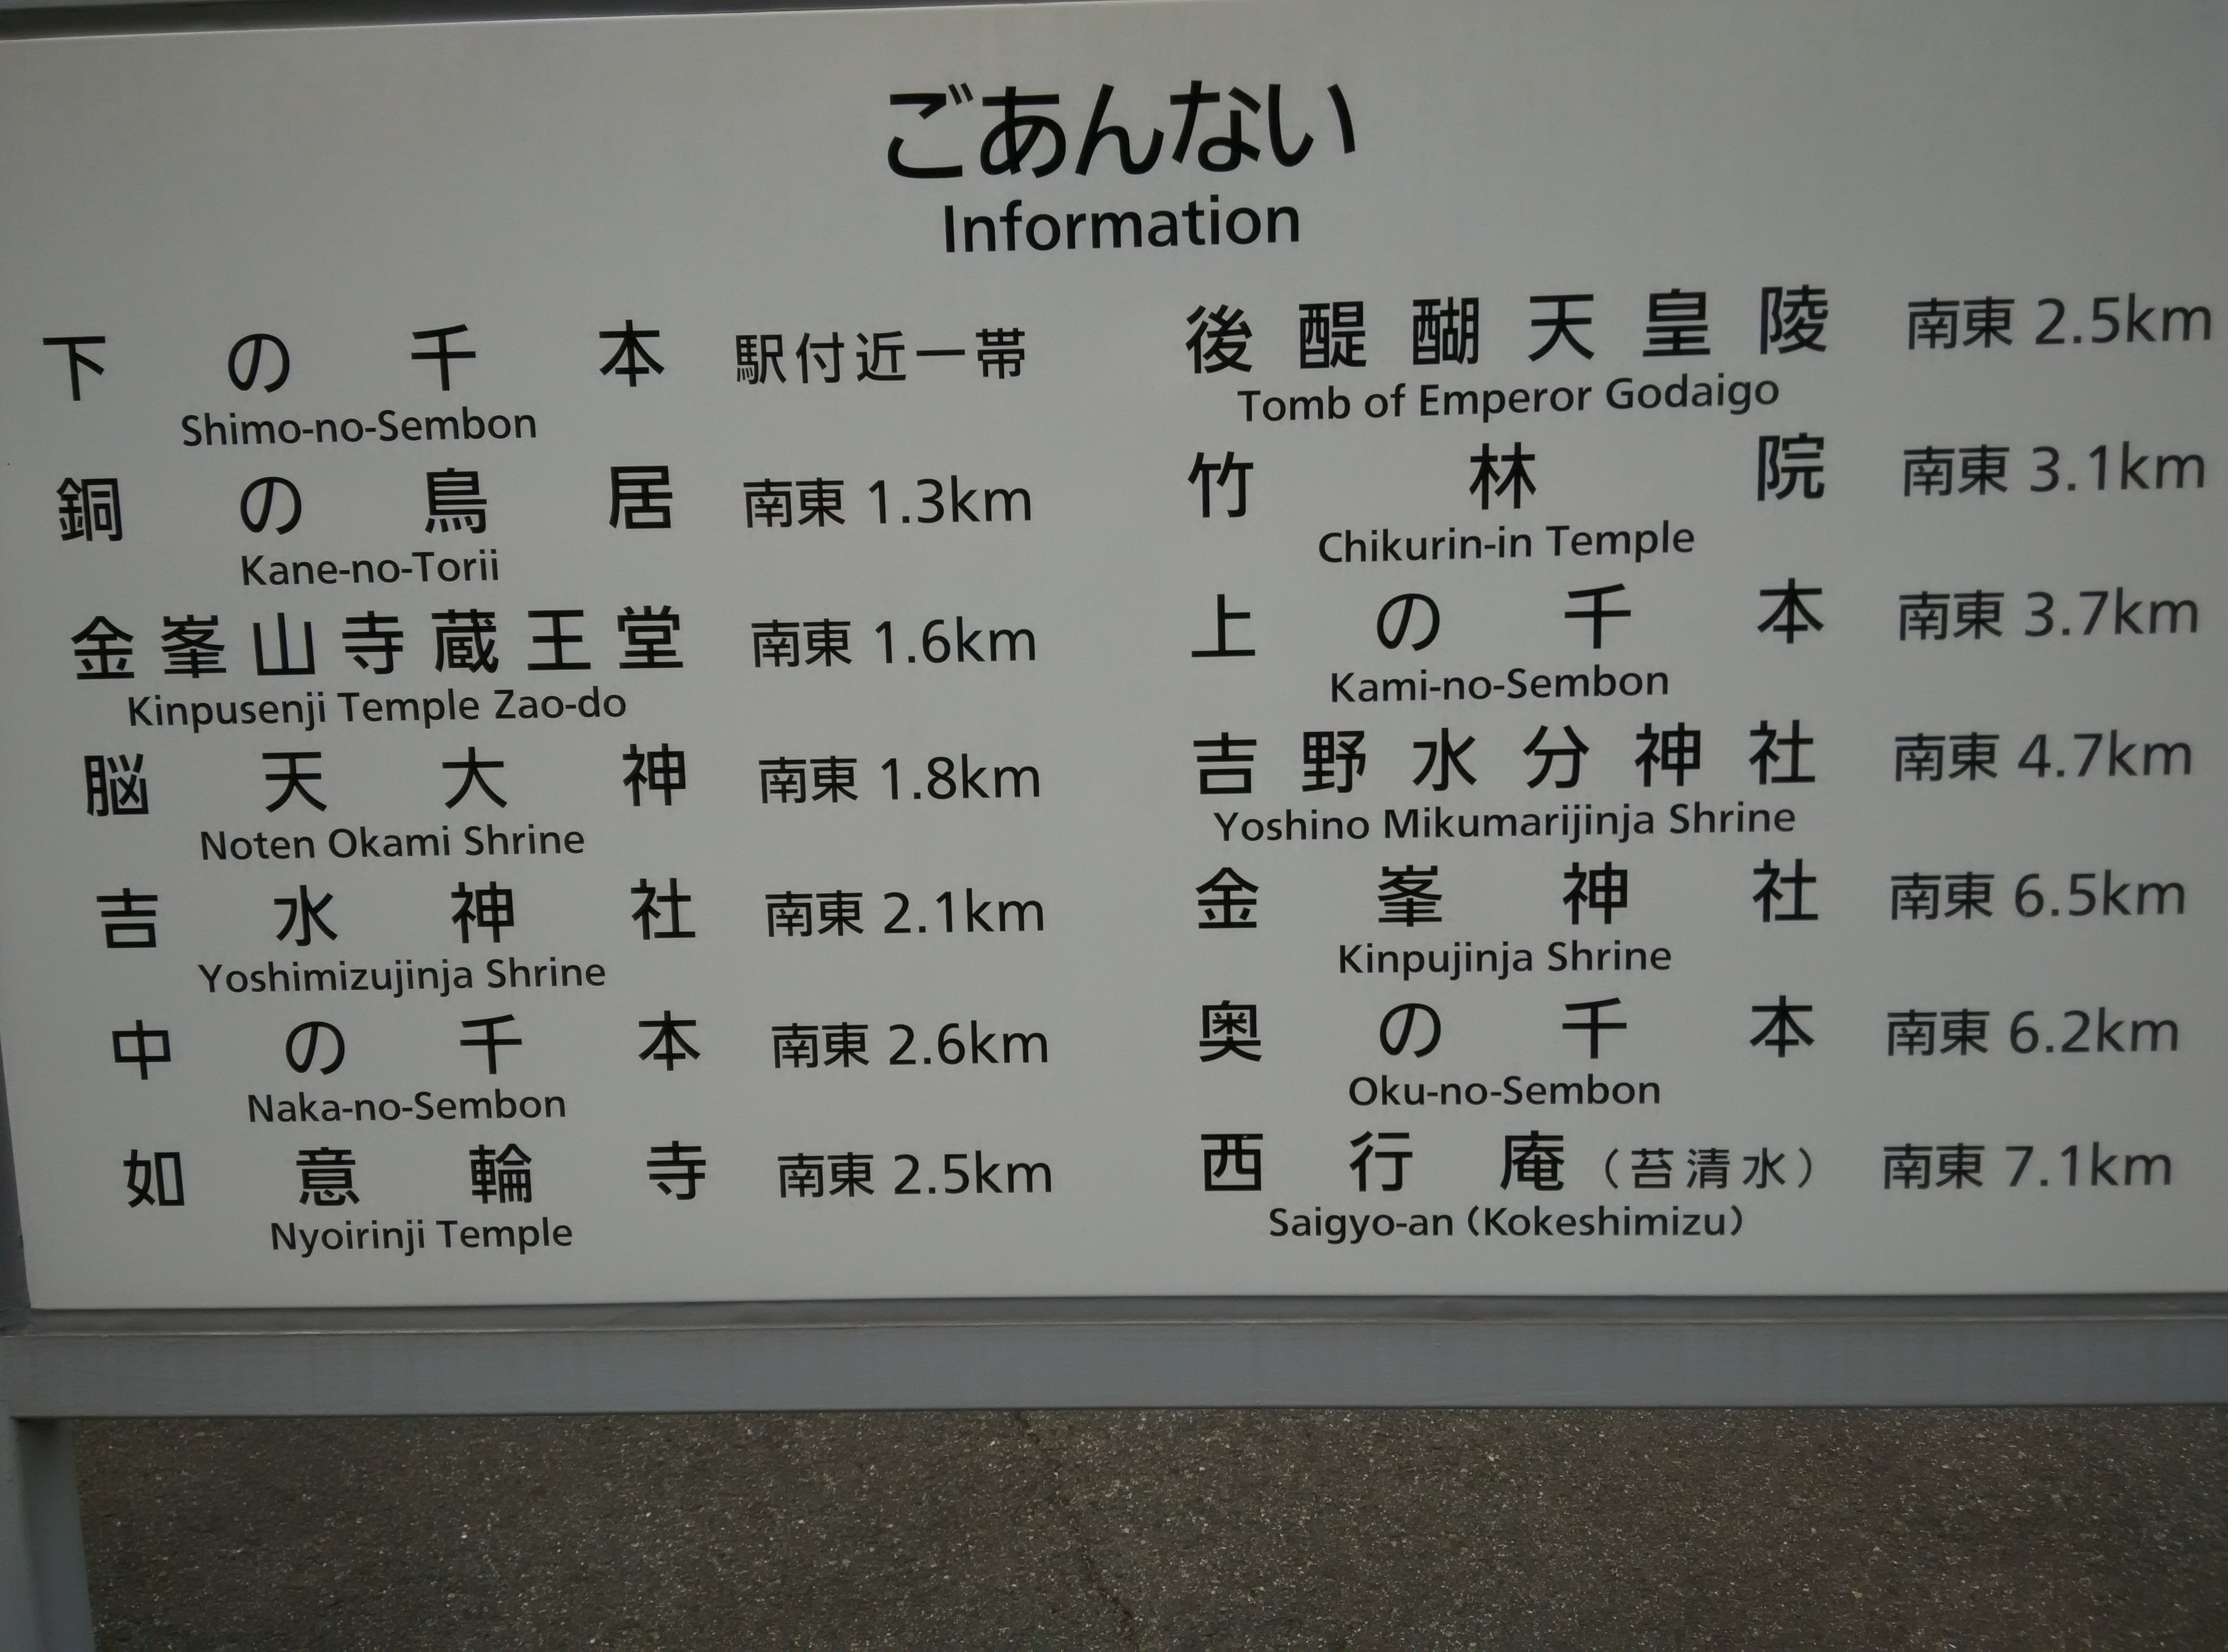 ごあんない
Information
下の千本 駅付近一帯
Shimo-no-Sembon
銅の鳥居 南東 1.3km
Kane-no-Torii
金峯山寺蔵王堂 南東 1.6km
Kinpusenji Temple Zao-do
脳天大神 南東 1.8km
Noten Okami Shrine
吉水神社 南東 2.1km
Yoshimizujinja Shrine
中の千本 南東 2.6km
Naka-no-Sembon
如意輪寺 南東 2.5km
Nyoirinji Temple
後醍醐天皇陵 南東 2.5km
Tomb of Emperor Godaigo
竹林院 南東 3.1km
Chikurin-in Temple
上の千本 南東 3.7km
Kami-no-Sembon
吉野水分神社 南東 4.7km
Yoshino Mikumarijinja Shrine
金峯神社 南東 6.5km
Kinpujinja Shrine
奥の千本 南東 6.2km
Oku-no-Sembon
西行庵（苔清水） 南東 7.1km
Saigyo-an (Kokeshimizu)